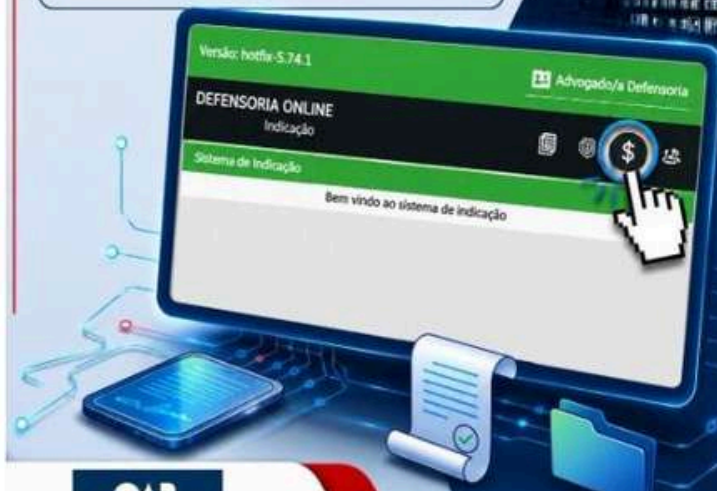 Versão: hotfix-5.74.1
Advogado/a Defensoria
DEFENSORIA ONLINE
Indicação
$
Sistema de Indicação
Bem vindo ao sistema de indicação
OAB